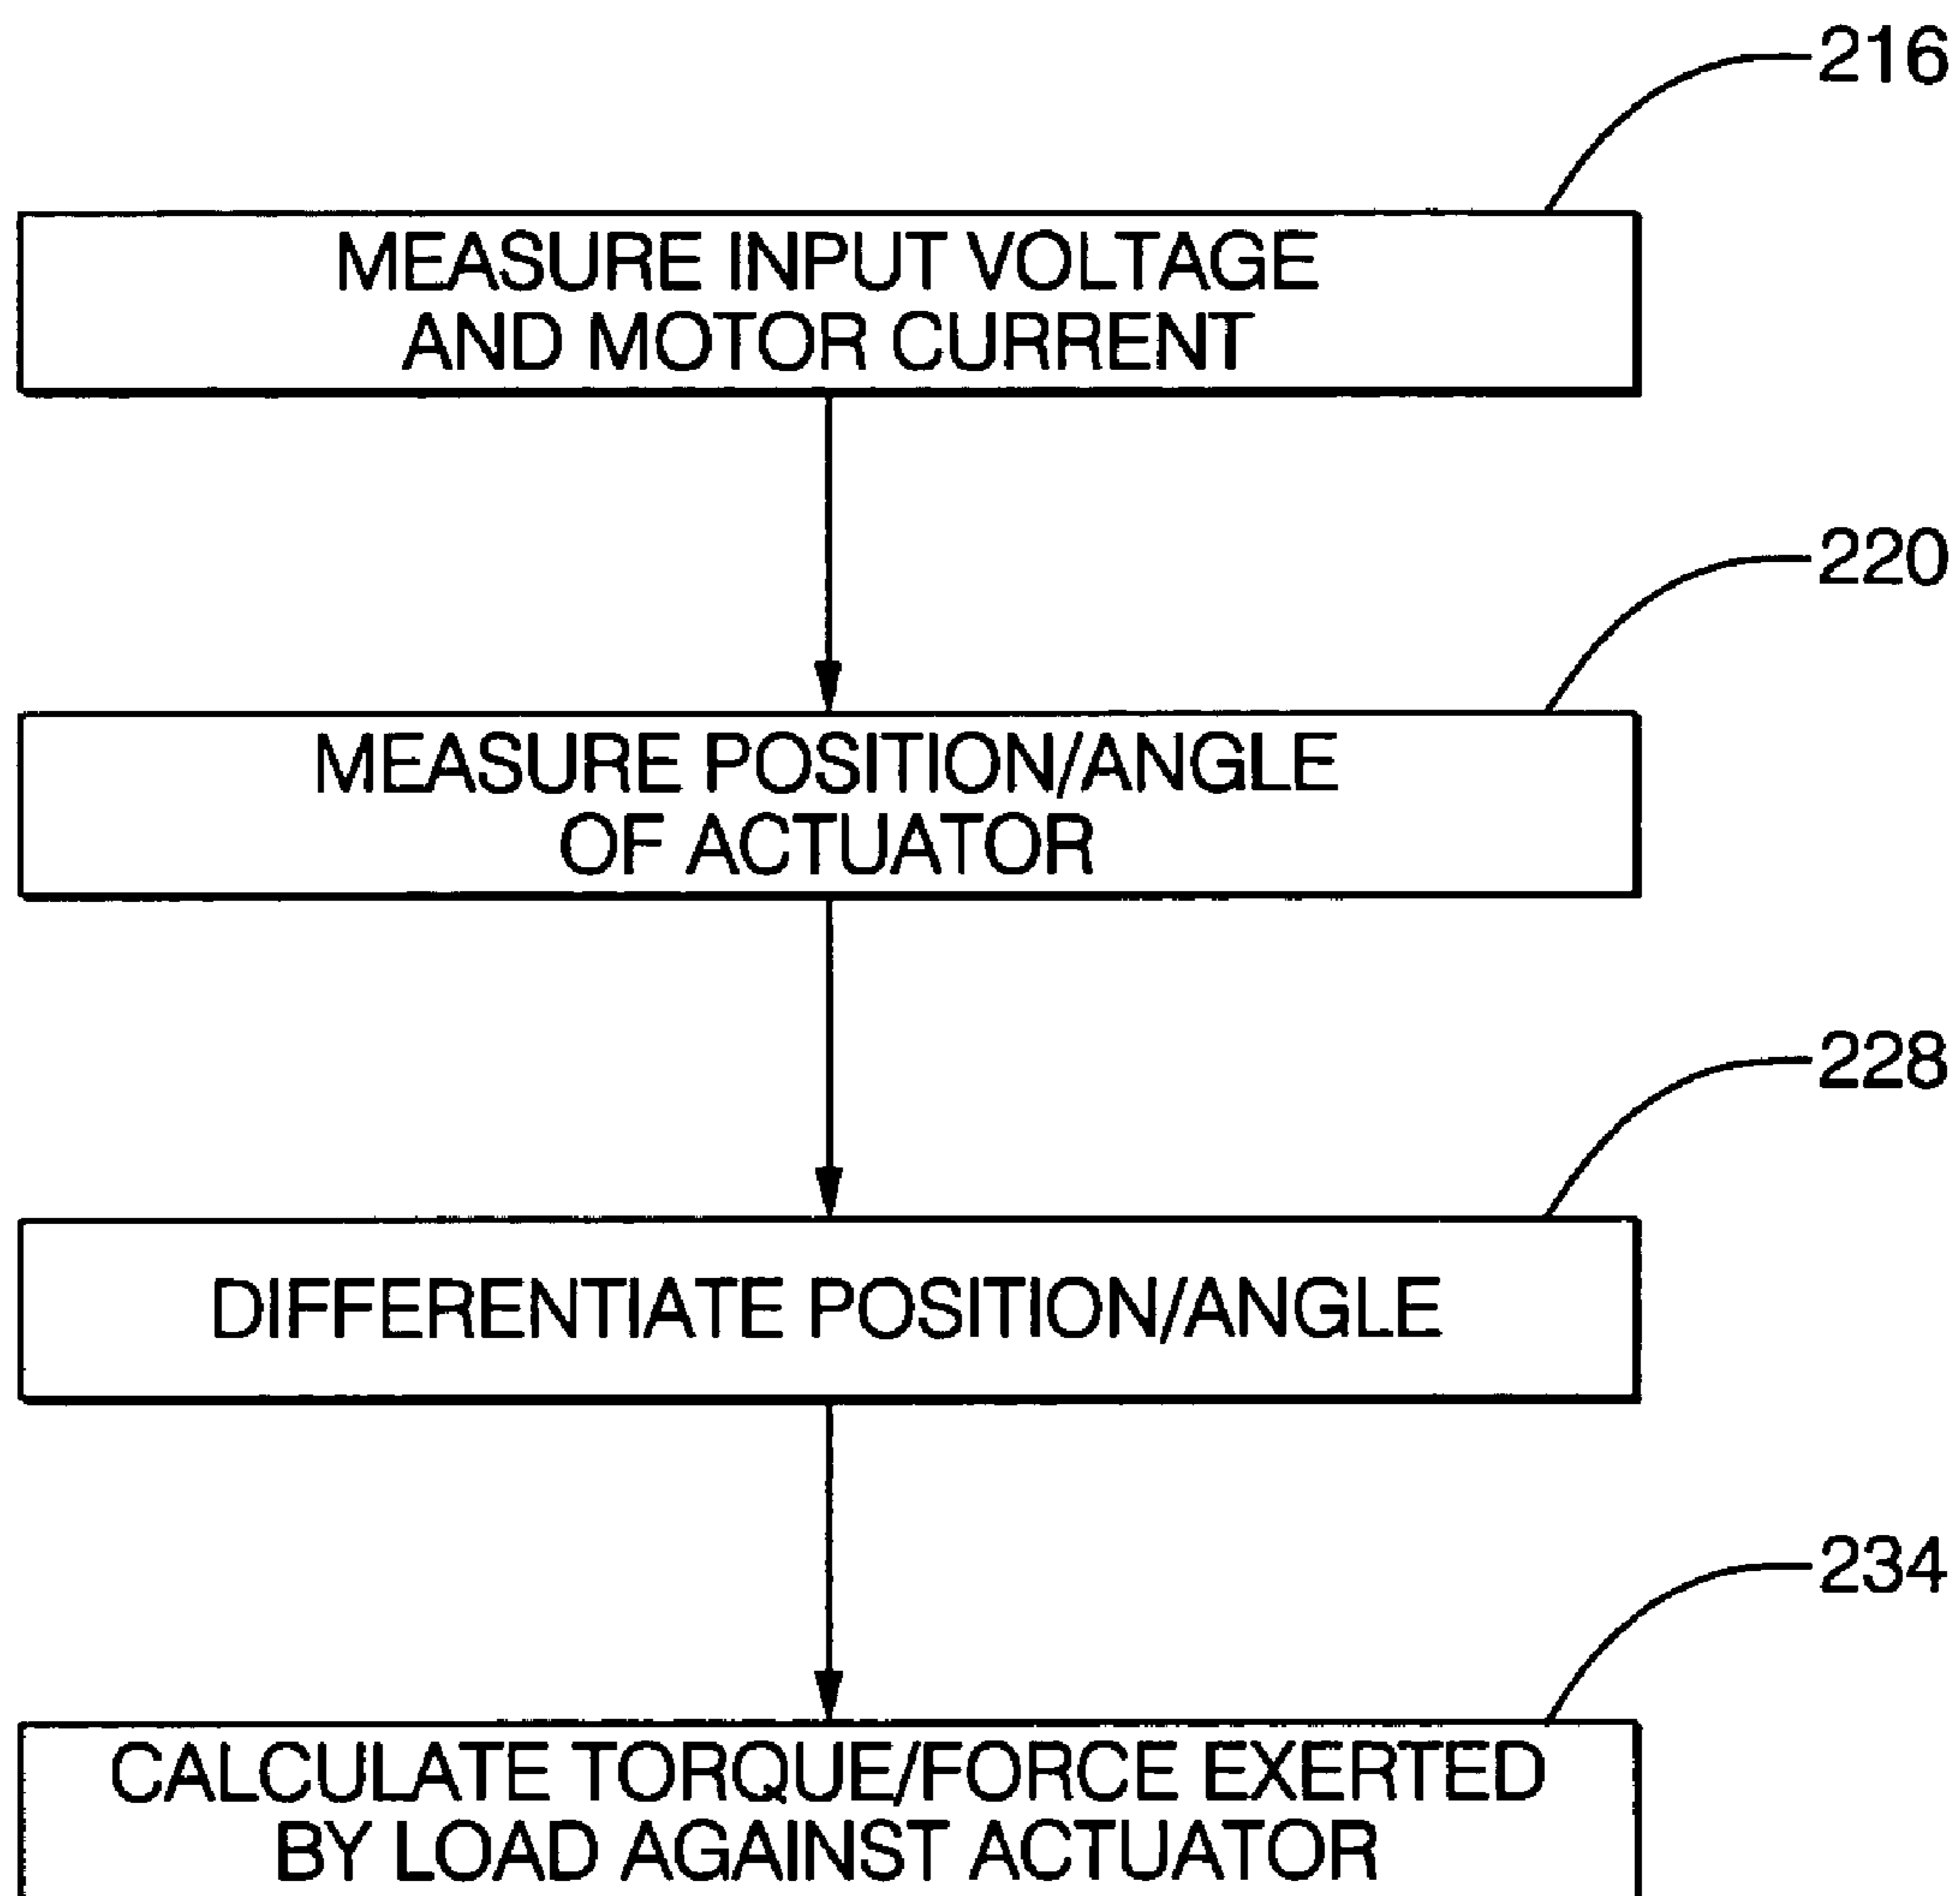 216
MEASURE INPUT VOLTAGE
AND MOTOR CURRENT
220
MEASURE POSITION/ANGLE
OF ACTUATOR
228
DIFFERENTIATE POSITION/ANGLE
234
CALCULATE TORQUE/FORCE EXERTED
BY LOAD AGAINST ACTUATOR